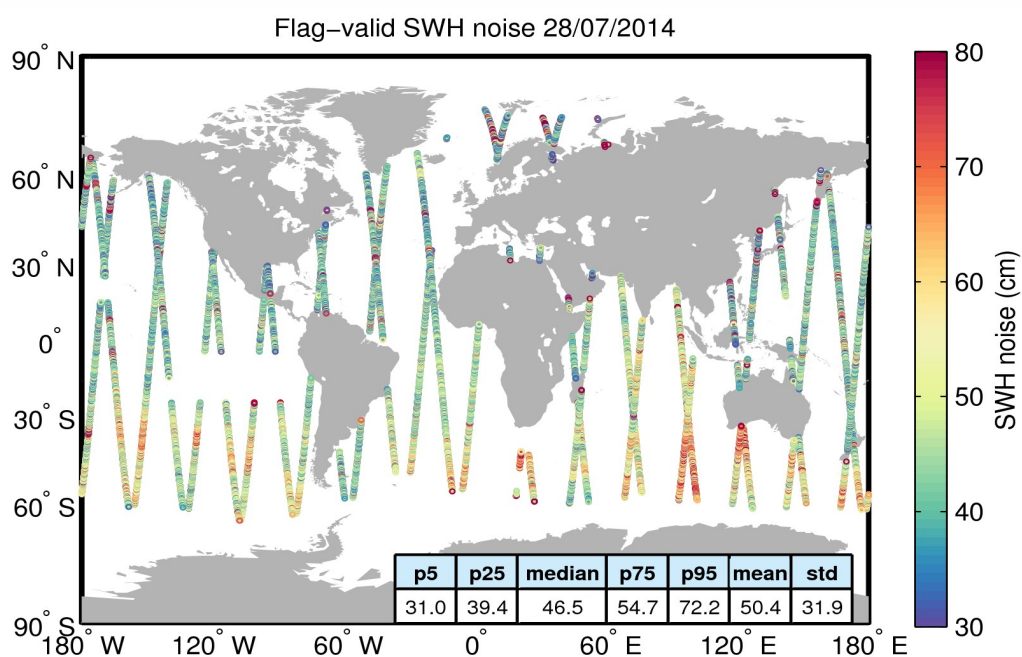 Flag−valid SWH noise 28/07/2014
90° N
60° N
30° N
0°
30° S
60° S
90° S
180° W
120° W
60° W
0°
60° E
120° E
180° E
80
70
60
50
40
30
SWH noise (cm)
p5 p25 median p75 p95 mean std
31.0 39.4 46.5 54.7 72.2 50.4 31.9